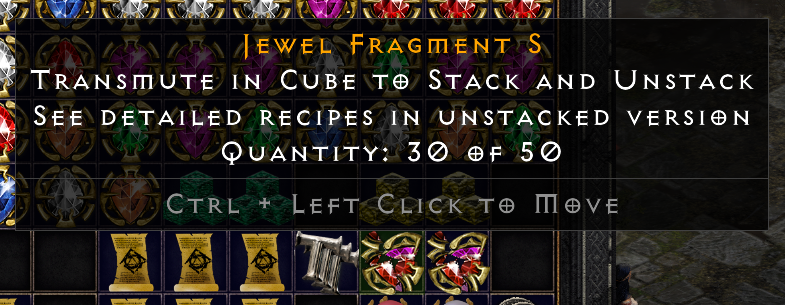 Jewel Fragment S
Transmute in Cube to Stack and Unstack
See detailed recipes in unstacked version
Quantity: 30 of 50
Ctrl + Left Click to Move